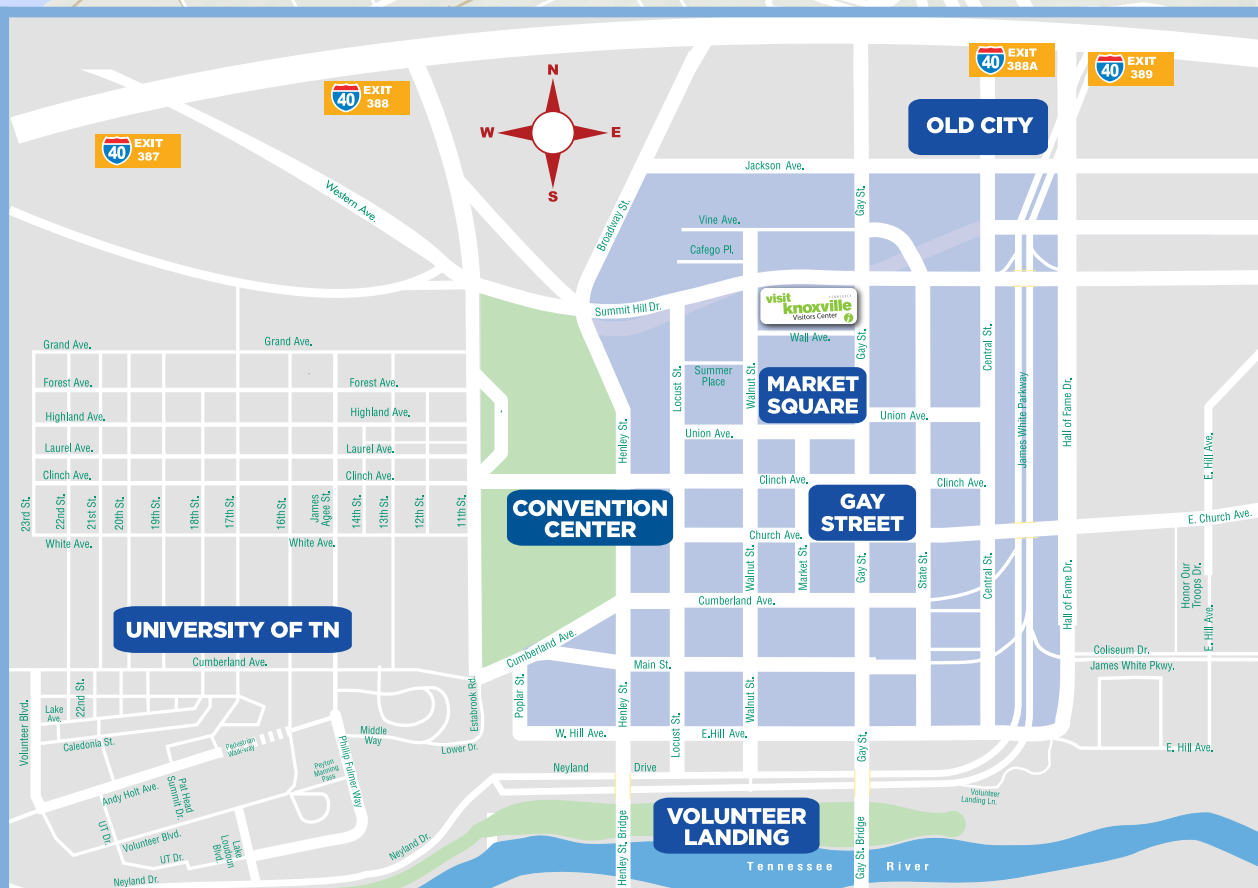 40 EXIT
388A
40 EXIT
389
40 EXIT
388
40 EXIT
387
N
W
E
S
OLD CITY
Jackson Ave.
Western Ave.
Broadway St.
Gay St.
Vine Ave.
Cafego Pl.
Summit Hill Dr.
visit
knoxville
TENNESSEE
Visitors Center
Wall Ave.
Gay St.
Central St.
Grand Ave.
Grand Ave.
Forest Ave.
Forest Ave.
Highland Ave.
Highland Ave.
Laurel Ave.
Laurel Ave.
Clinch Ave.
Clinch Ave.
Locust St.
Summer
Place
Walnut St.
MARKET
SQUARE
Union Ave.
Union Ave.
Henley St.
James White Parkway
Hall of Fame Dr.
E. Hill Ave.
23rd St.
22nd St.
21st St.
20th St.
19th St.
18th St.
17th St.
16th St.
James
Agee St.
14th St.
13th St.
12th St.
11th St.
White Ave.
White Ave.
CONVENTION
CENTER
Clinch Ave.
Clinch Ave.
GAY
STREET
Church Ave.
E. Church Ave.
Walnut St.
Market St.
Gay St.
State St.
Central St.
Hall of Fame Dr.
Honor Our
Troops Dr.
E. Hill Ave.
Cumberland Ave.
UNIVERSITY OF TN
Cumberland Ave.
Cumberland Ave.
Main St.
Coliseum Dr.
James White Pkwy.
Volunteer Blvd.
22nd St.
Lake
Ave.
Caledonia St.
Pedestrian
Walk-way
Middle
Way
Estabrook Rd.
Lower Dr.
Poplar St.
Henley St.
Locust St.
Walnut St.
Gay St.
W. Hill Ave.
E.Hill Ave.
E. Hill Ave.
Neyland Drive
Peyton
Manning
Pass
Phillip Fulmer Way
Andy Holt Ave.
Pat Head
Summit Dr.
UT Dr.
Volunteer Blvd.
UT Dr.
Lake
Loudoun
Blvd.
Neyland Dr.
Neyland Dr.
Volunteer
Landing Ln.
VOLUNTEER
LANDING
Henley St. Bridge
Gay St. Bridge
Tennessee River